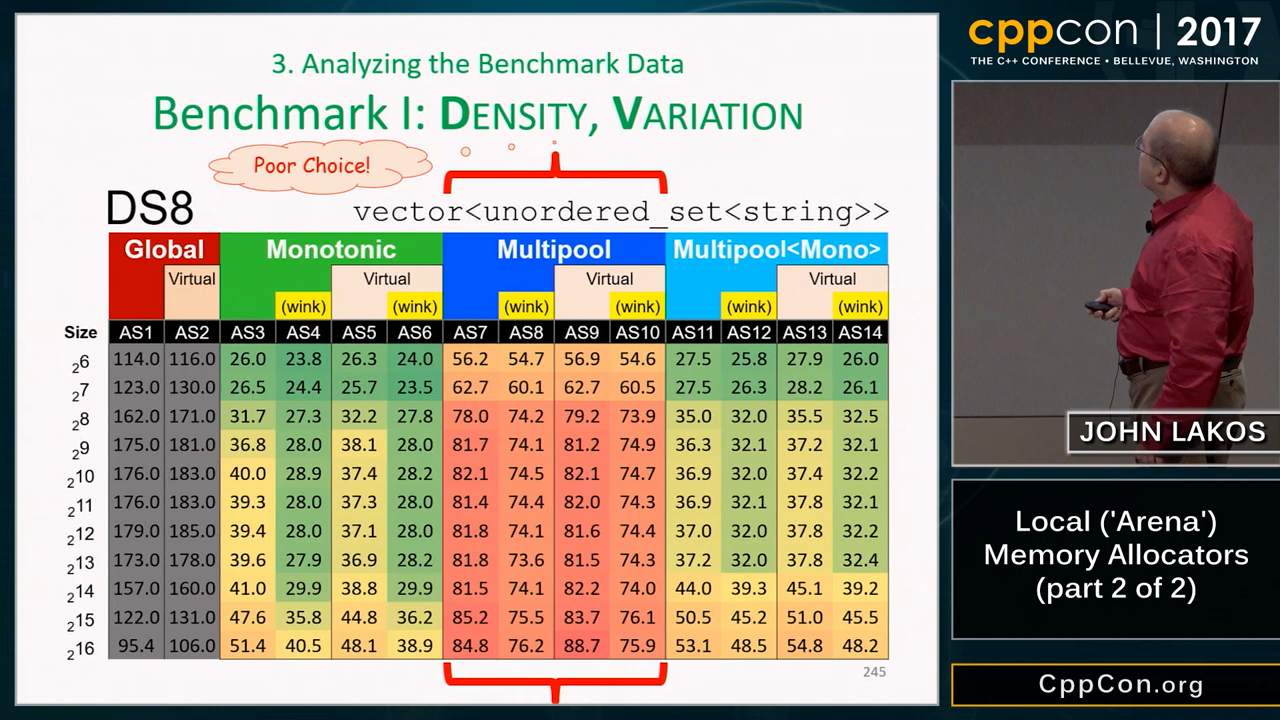 3. Analyzing the Benchmark Data
Benchmark I: DENSITY, VARIATION
Poor Choice!
DS8 vector<unordered_set<string>>
Global Monotonic Multipool Multipool<Mono>
Virtual Virtual Virtual Virtual
(wink) (wink) (wink) (wink) (wink) (wink)
Size AS1 AS2 AS3 AS4 AS5 AS6 AS7 AS8 AS9 AS10 AS11 AS12 AS13 AS14
2^6 114.0 116.0 26.0 23.8 26.3 24.0 56.2 54.7 56.9 54.6 27.5 25.8 27.9 26.0
2^7 123.0 130.0 26.5 24.4 25.7 23.5 62.7 60.1 62.7 60.5 27.5 26.3 28.2 26.1
2^8 162.0 171.0 31.7 27.3 32.2 27.8 78.0 74.2 79.2 73.9 35.0 32.0 35.5 32.5
2^9 175.0 181.0 36.8 28.0 38.1 28.0 81.7 74.1 81.2 74.9 36.3 32.1 37.2 32.1
2^10 176.0 183.0 40.0 28.9 37.4 28.2 82.1 74.5 82.1 74.7 36.9 32.0 37.4 32.2
2^11 176.0 183.0 39.3 28.0 37.3 28.0 81.4 74.4 82.0 74.3 36.9 32.1 37.8 32.1
2^12 179.0 185.0 39.4 28.0 37.1 28.0 81.8 74.1 81.6 74.4 37.0 32.0 37.8 32.2
2^13 173.0 178.0 39.6 27.9 36.9 28.2 81.8 73.6 81.5 74.3 37.2 32.0 37.8 32.4
2^14 157.0 160.0 41.0 29.9 38.8 29.9 81.5 74.1 82.2 74.0 44.0 39.3 45.1 39.2
2^15 122.0 131.0 47.6 35.8 44.8 36.2 85.2 75.5 83.7 76.1 50.5 45.2 51.0 45.5
2^16 95.4 106.0 51.4 40.5 48.1 38.9 84.8 76.2 88.7 75.9 53.1 48.5 54.8 48.2
245
cppcon | 2017
THE C++ CONFERENCE • BELLEVUE, WASHINGTON
JOHN LAKOS
Local ('Arena')
Memory Allocators
(part 2 of 2)
CppCon.org